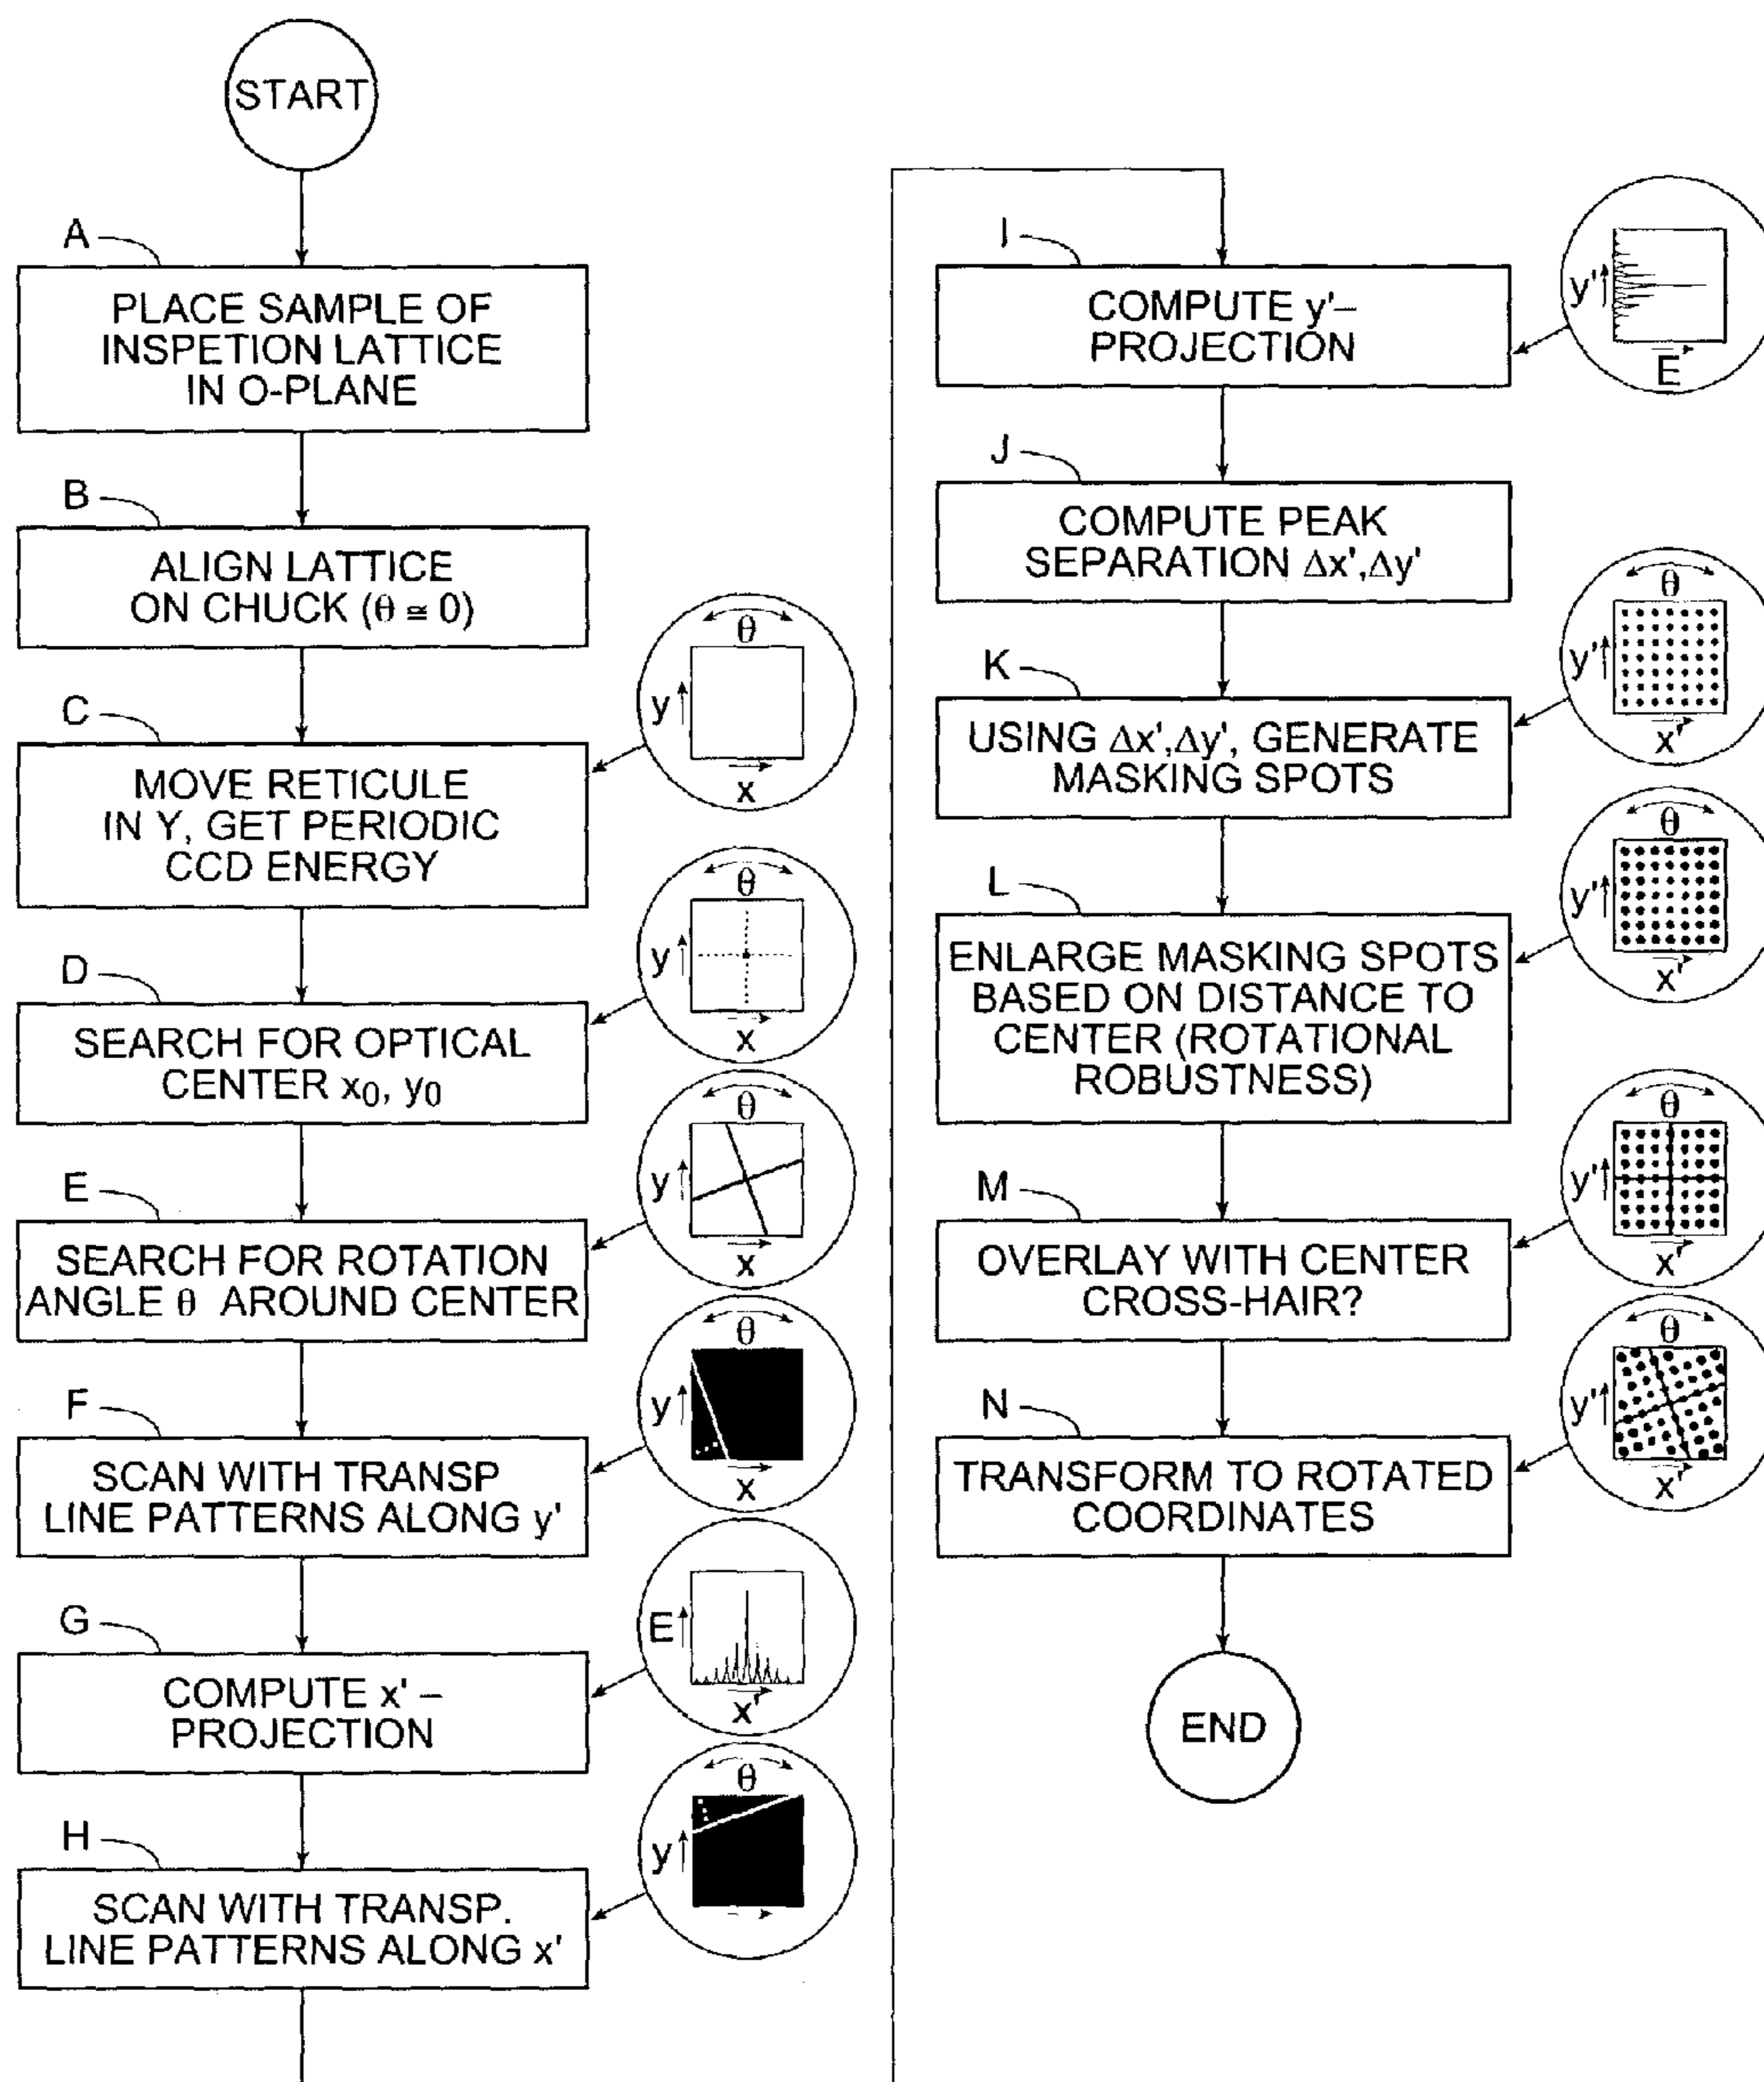 START
A
PLACE SAMPLE OF
INSPETION LATTICE
IN O-PLANE
B
ALIGN LATTICE
ON CHUCK (θ ≅ 0)
C
MOVE RETICULE
IN Y, GET PERIODIC
CCD ENERGY
θ
y
x
D
SEARCH FOR OPTICAL
CENTER x₀, y₀
θ
y
x
E
SEARCH FOR ROTATION
ANGLE θ AROUND CENTER
θ
y
x
F
SCAN WITH TRANSP
LINE PATTERNS ALONG y'
θ
y
x
G
COMPUTE x' –
PROJECTION
E
x'
H
SCAN WITH TRANSP.
LINE PATTERNS ALONG x'
θ
y
I
COMPUTE y'–
PROJECTION
y'
E
J
COMPUTE PEAK
SEPARATION Δx',Δy'
K
USING Δx',Δy', GENERATE
MASKING SPOTS
θ
y'
x'
L
ENLARGE MASKING SPOTS
BASED ON DISTANCE TO
CENTER (ROTATIONAL
ROBUSTNESS)
θ
y'
x'
M
OVERLAY WITH CENTER
CROSS-HAIR?
θ
y'
x'
N
TRANSFORM TO ROTATED
COORDINATES
θ
y'
x'
END